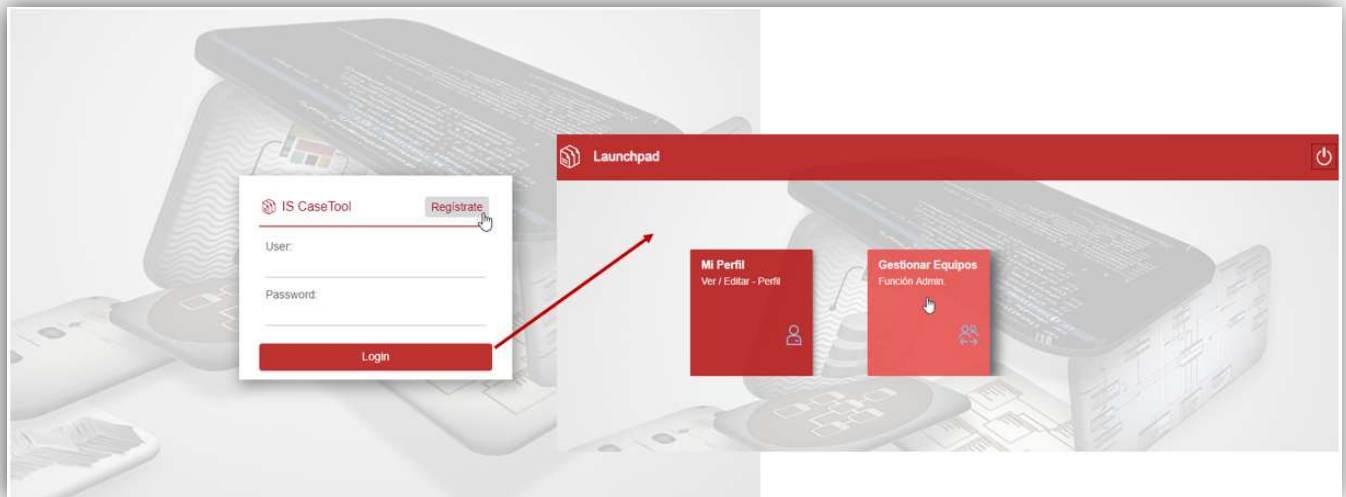 IS CaseTool
Regístrate
User:
Password:
Login
Launchpad
Mi Perfil
Ver / Editar - Perfil
Gestionar Equipos
Función Admin.